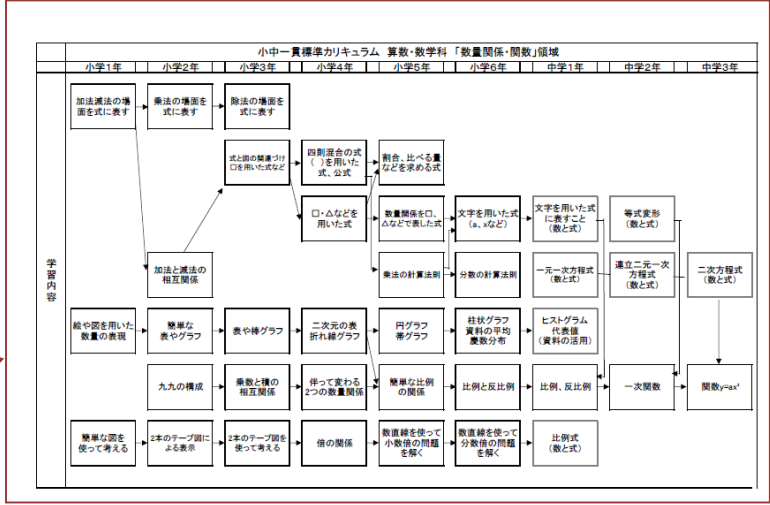 小中一貫標準カリキュラム 算数・数学科 「数量関係・関数」領域
小学1年 小学2年 小学3年 小学4年 小学5年 小学6年 中学1年 中学2年 中学3年
学習内容
加法減法の場
面を式に表す
乗法の場面を
式に表す
除法の場面を
式に表す
式と図の関連づけ
□を用いた式など
四則混合の式
( )を用いた
式、公式
割合、比べる量
などを求める式
□・△などを
用いた式
数量関係を□、
△などで表した式
文字を用いた式
(a、xなど)
文字を用いた式
に表すこと
(数と式)
等式変形
(数と式)
加法と減法の
相互関係
乗法の計算法則
分数の計算法則
一元一次方程式
(数と式)
連立二元一次
方程式
(数と式)
二次方程式
(数と式)
絵や図を用いた
数量の表現
簡単な
表やグラフ
表や棒グラフ
二次元の表
折れ線グラフ
円グラフ
帯グラフ
柱状グラフ
資料の平均
度数分布
ヒストグラム
代表値
(資料の活用)
九九の構成
乗数と積の
相互関係
伴って変わる
2つの数量関係
簡単な比例
の関係
比例と反比例
比例、反比例
一次関数
関数y=ax²
簡単な図を
使って考える
2本のテープ図に
よる表示
2本のテープ図を
使って考える
倍の関係
数直線を使って
小数倍の問題
を解く
数直線を使って
分数倍の問題
を解く
比例式
(数と式)